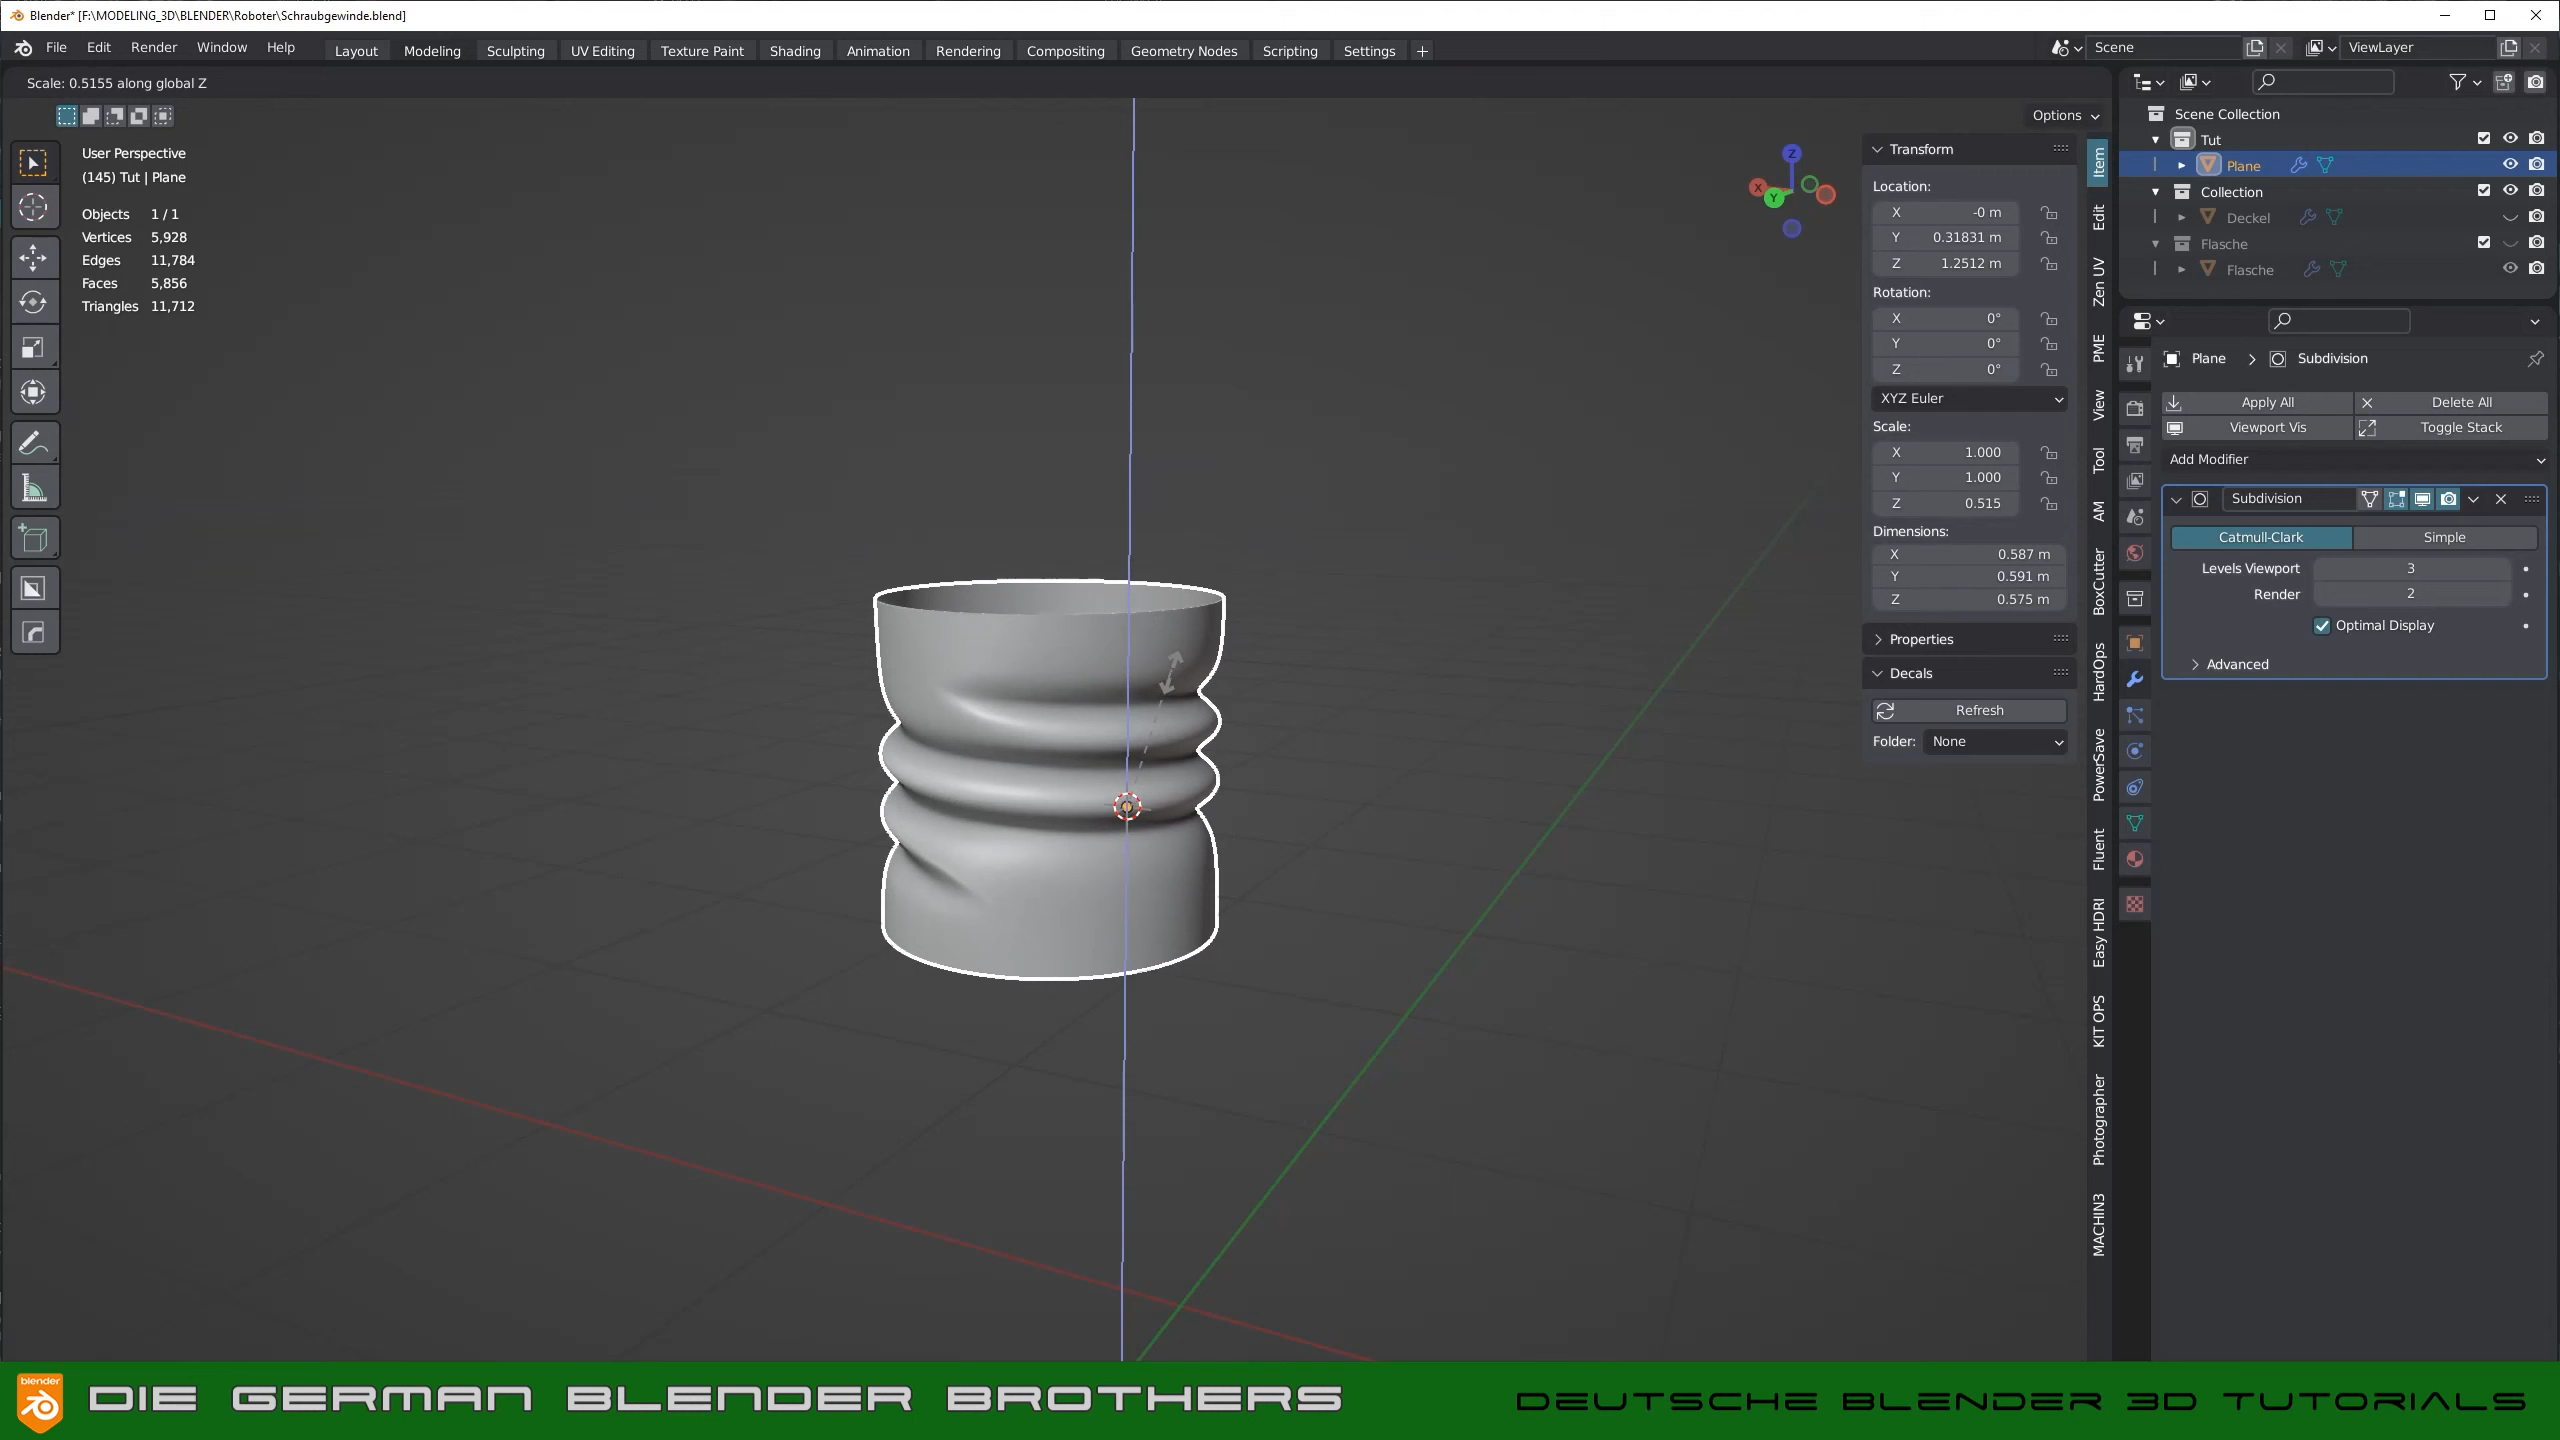 Blender* [F:\MODELING_3D\BLENDER\Roboter\Schraubgewinde.blend]
File Edit Render Window Help Layout Modeling Sculpting UV Editing Texture Paint Shading Animation Rendering Compositing Geometry Nodes Scripting Settings + Scene ViewLayer
Scale: 0.5155 along global Z
Options
User Perspective
(145) Tut | Plane
Objects 1 / 1
Vertices 5,928
Edges 11,784
Faces 5,856
Triangles 11,712
Z
X
Y
Transform
Location:
X -0 m
Y 0.31831 m
Z 1.2512 m
Rotation:
X 0°
Y 0°
Z 0°
XYZ Euler
Scale:
X 1.000
Y 1.000
Z 0.515
Dimensions:
X 0.587 m
Y 0.591 m
Z 0.575 m
Properties
Decals
Refresh
Folder: None
Item
Edit
Zen UV
PME
View
Tool
AM
BoxCutter
HardOps
PowerSave
Fluent
Easy HDRI
KIT OPS
Photographer
MACHIN3
Scene Collection
Tut
Plane
Collection
Deckel
Flasche
Flasche
Plane > Subdivision
Apply All Delete All
Viewport Vis Toggle Stack
Add Modifier
Subdivision
Catmull-Clark Simple
Levels Viewport 3
Render 2
Optimal Display
Advanced
blender
DIE GERMAN BLENDER BROTHERS
DEUTSCHE BLENDER 3D TUTORIALS